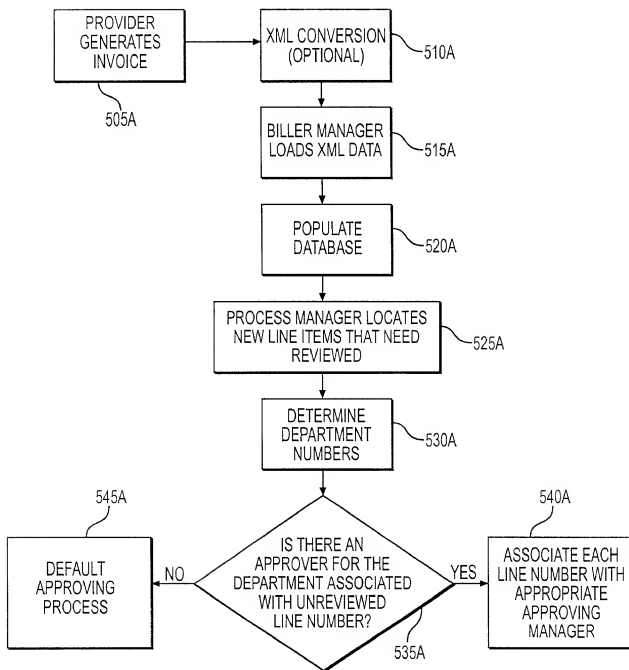 PROVIDER
GENERATES
INVOICE
505A
XML CONVERSION
(OPTIONAL)
510A
BILLER MANAGER
LOADS XML DATA
515A
POPULATE
DATABASE
520A
PROCESS MANAGER LOCATES
NEW LINE ITEMS THAT NEED
REVIEWED
525A
DETERMINE
DEPARTMENT
NUMBERS
530A
IS THERE AN
APPROVER FOR THE
DEPARTMENT ASSOCIATED
WITH UNREVIEWED
LINE NUMBER?
535A
NO
545A
DEFAULT
APPROVING
PROCESS
YES
540A
ASSOCIATE EACH
LINE NUMBER WITH
APPROPRIATE
APPROVING
MANAGER